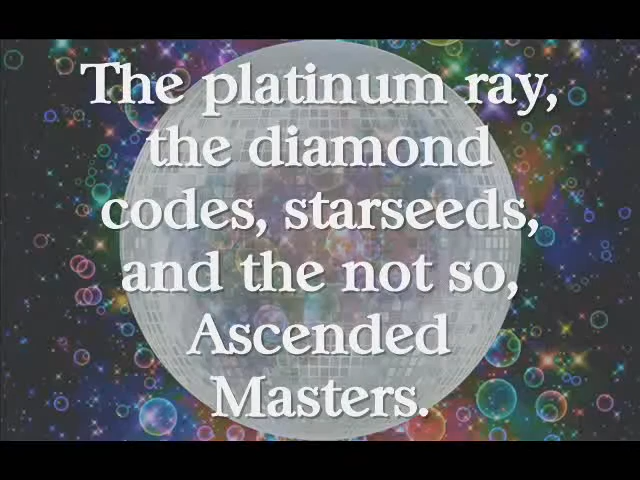 The platinum ray,
the diamond
codes, starseeds,
and the not so,
Ascended
Masters.